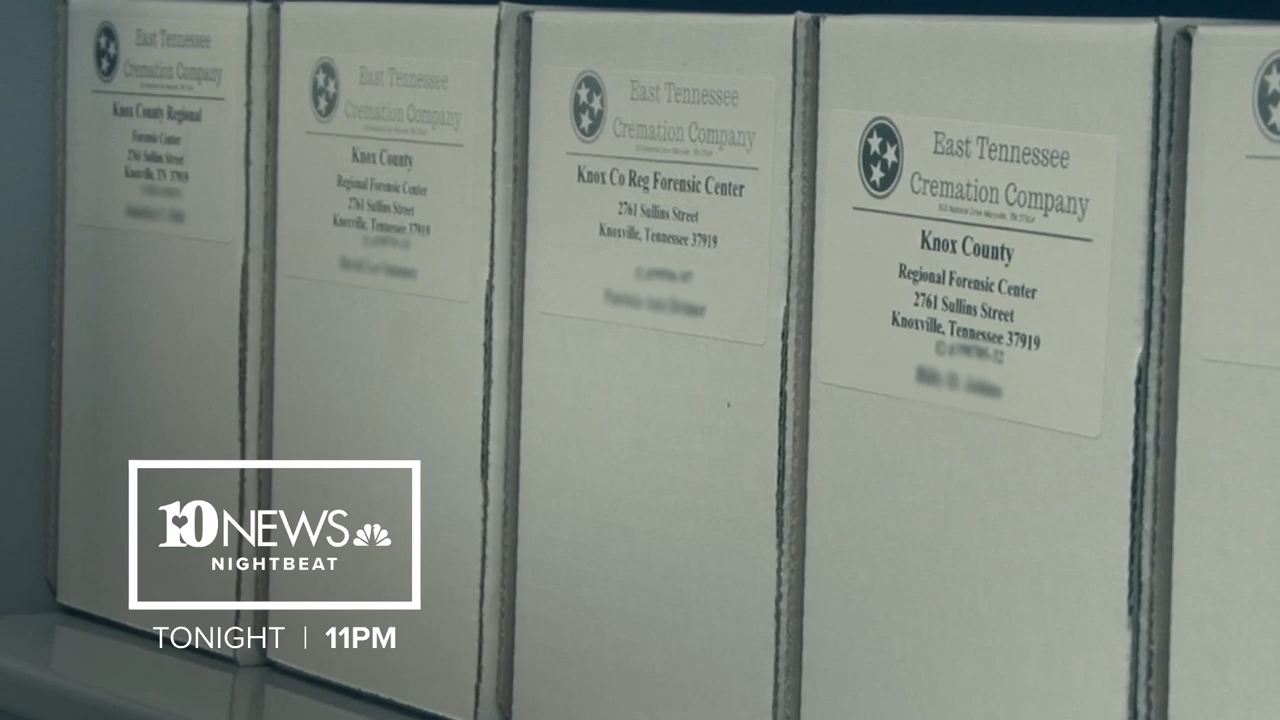 East Tennessee
Cremation Company
Knox County Regional
Forensic Center
2761 Sullins Street
Knoxville, TN 37919
East Tennessee
Cremation Company
Knox County
Regional Forensic Center
2761 Sullins Street
Knoxville, Tennessee 37919
East Tennessee
Cremation Company
Knox Co Reg Forensic Center
2761 Sullins Street
Knoxville, Tennessee 37919
East Tennessee
Cremation Company
Knox County
Regional Forensic Center
2761 Sullins Street
Knoxville, Tennessee 37919
10NEWS
NIGHTBEAT
TONIGHT | 11PM